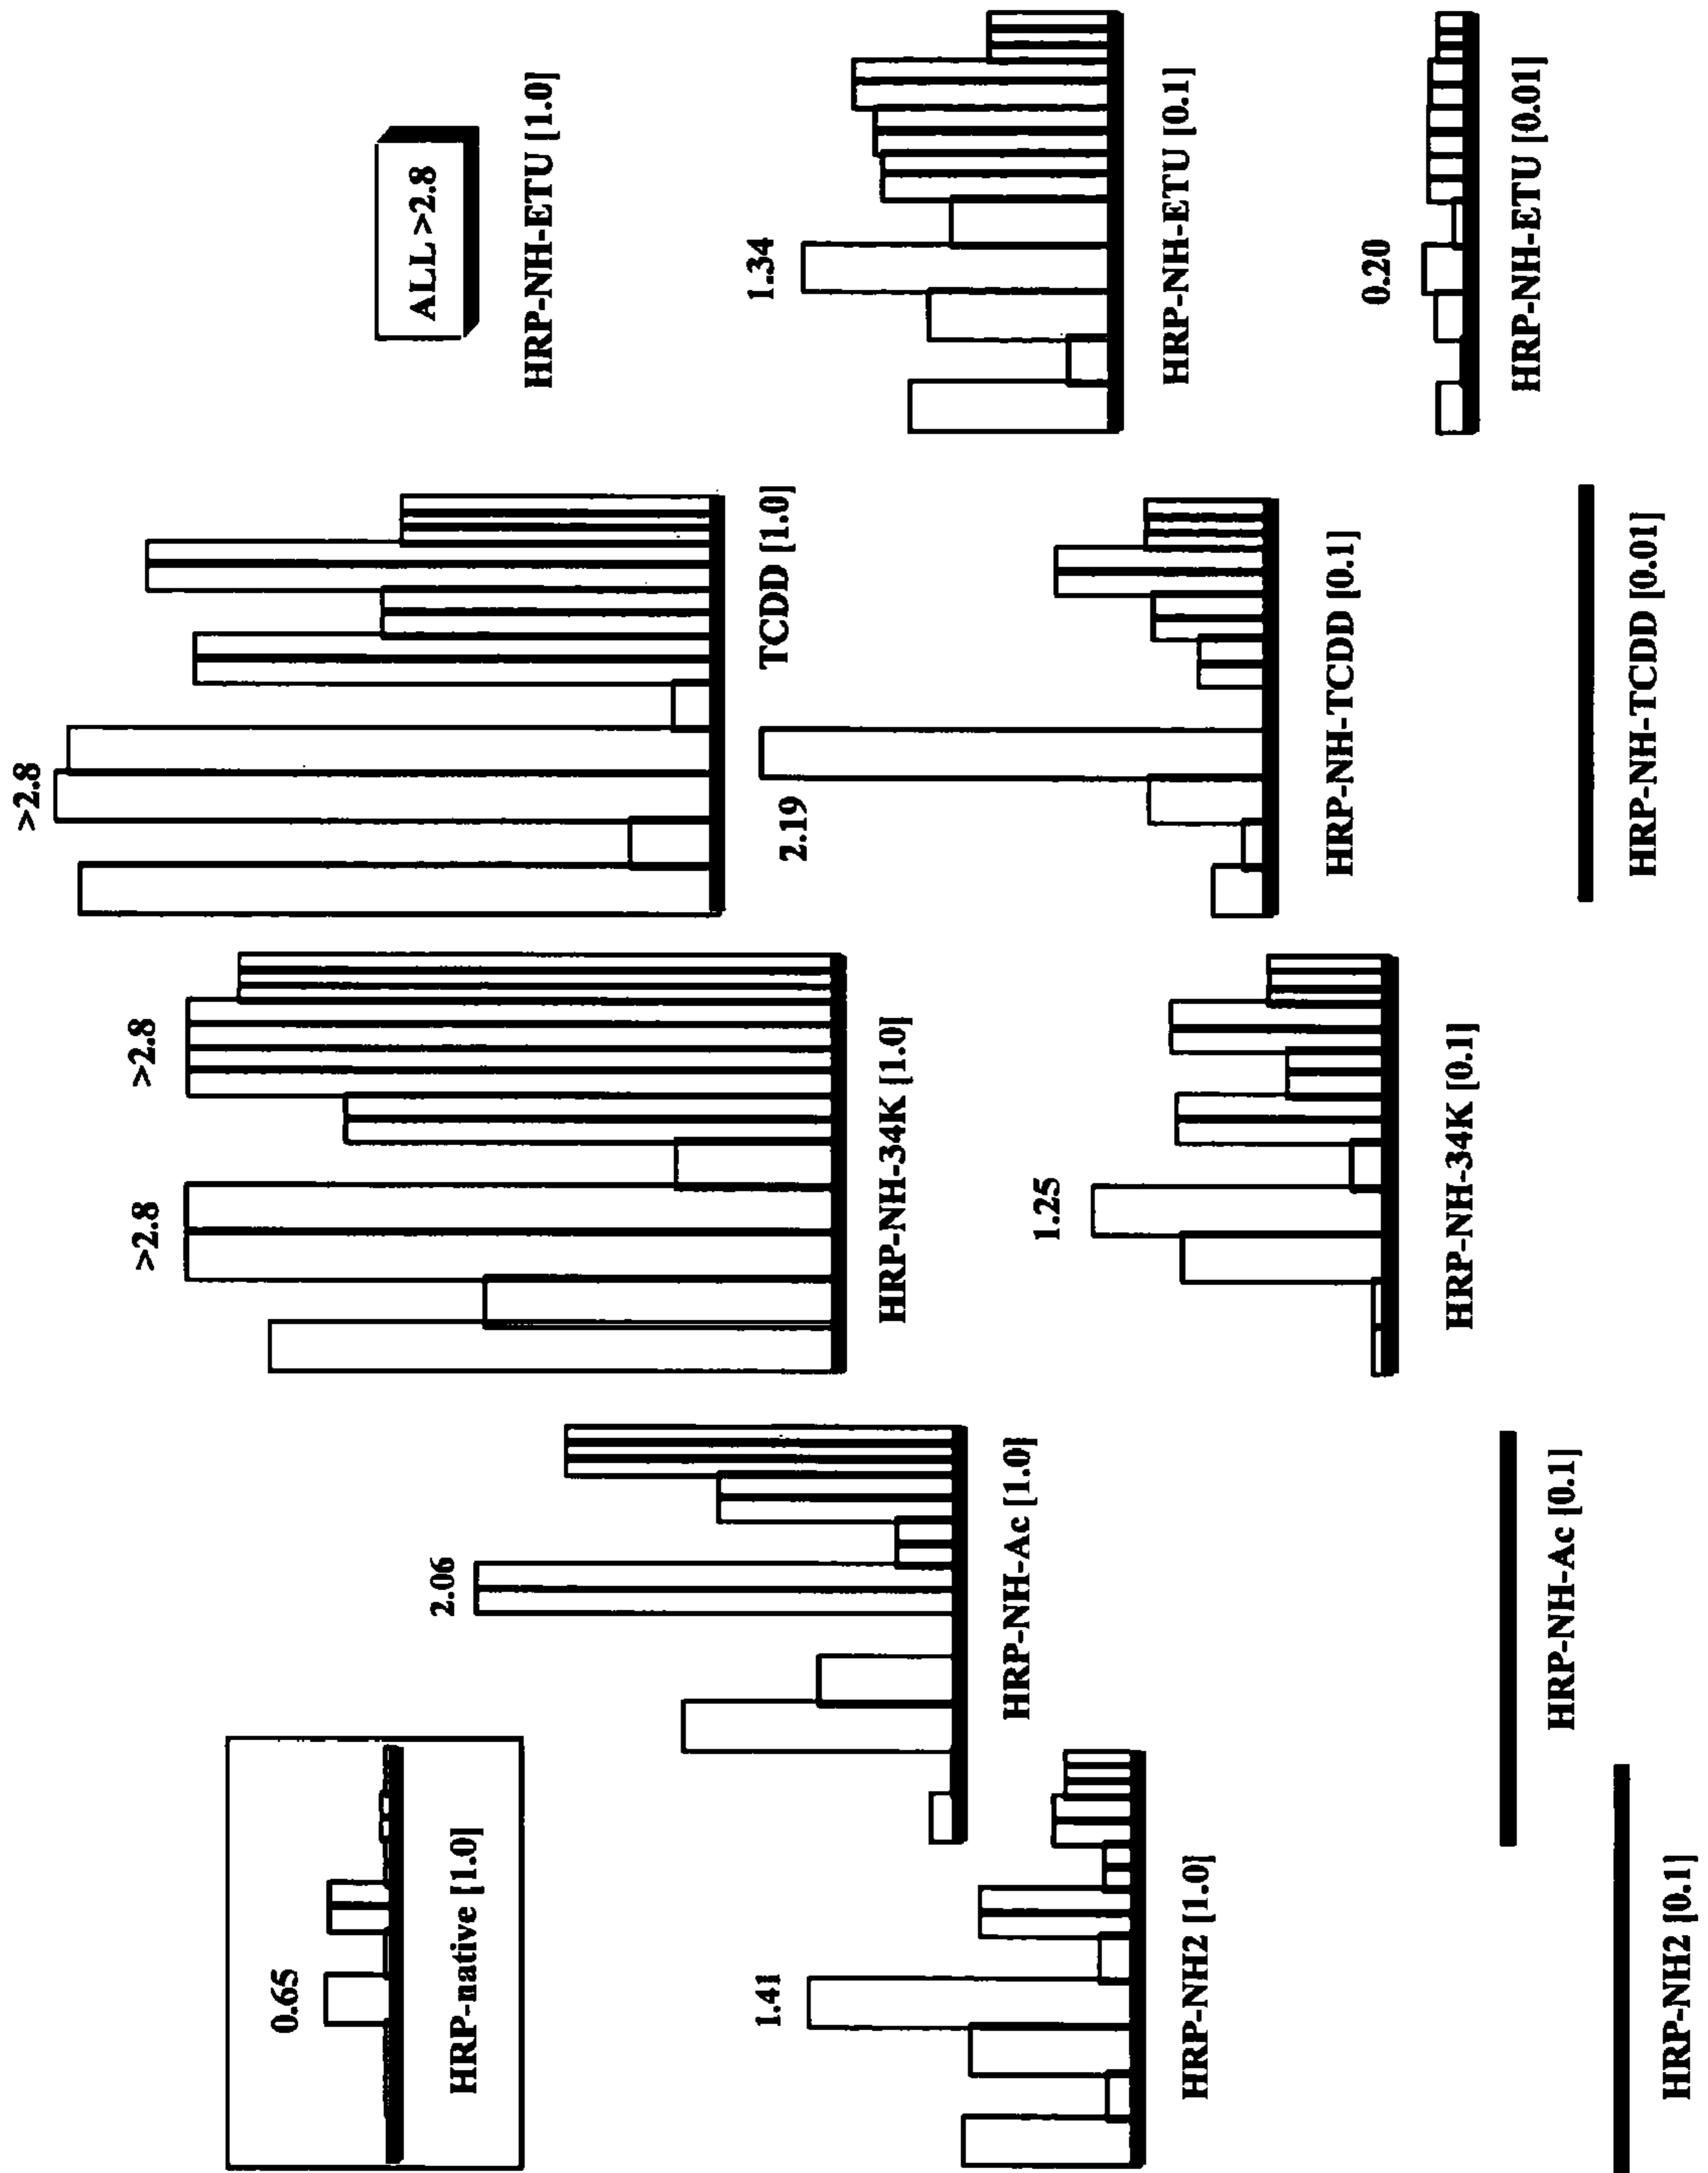 ALL >2.8
HRP-NH-ETU [1.0]
1.34
HRP-NH-ETU [0.1]
0.20
HRP-NH-ETU [0.01]
>2.8
TCDD [1.0]
2.19
HRP-NH-TCDD [0.1]
HRP-NH-TCDD [0.01]
>2.8
>2.8
HRP-NH-34K [1.0]
1.25
HRP-NH-34K [0.1]
2.06
HRP-NH-Ac [1.0]
HRP-NH-Ac [0.1]
0.65
HRP-native [1.0]
1.41
HRP-NH2 [1.0]
HRP-NH2 [0.1]